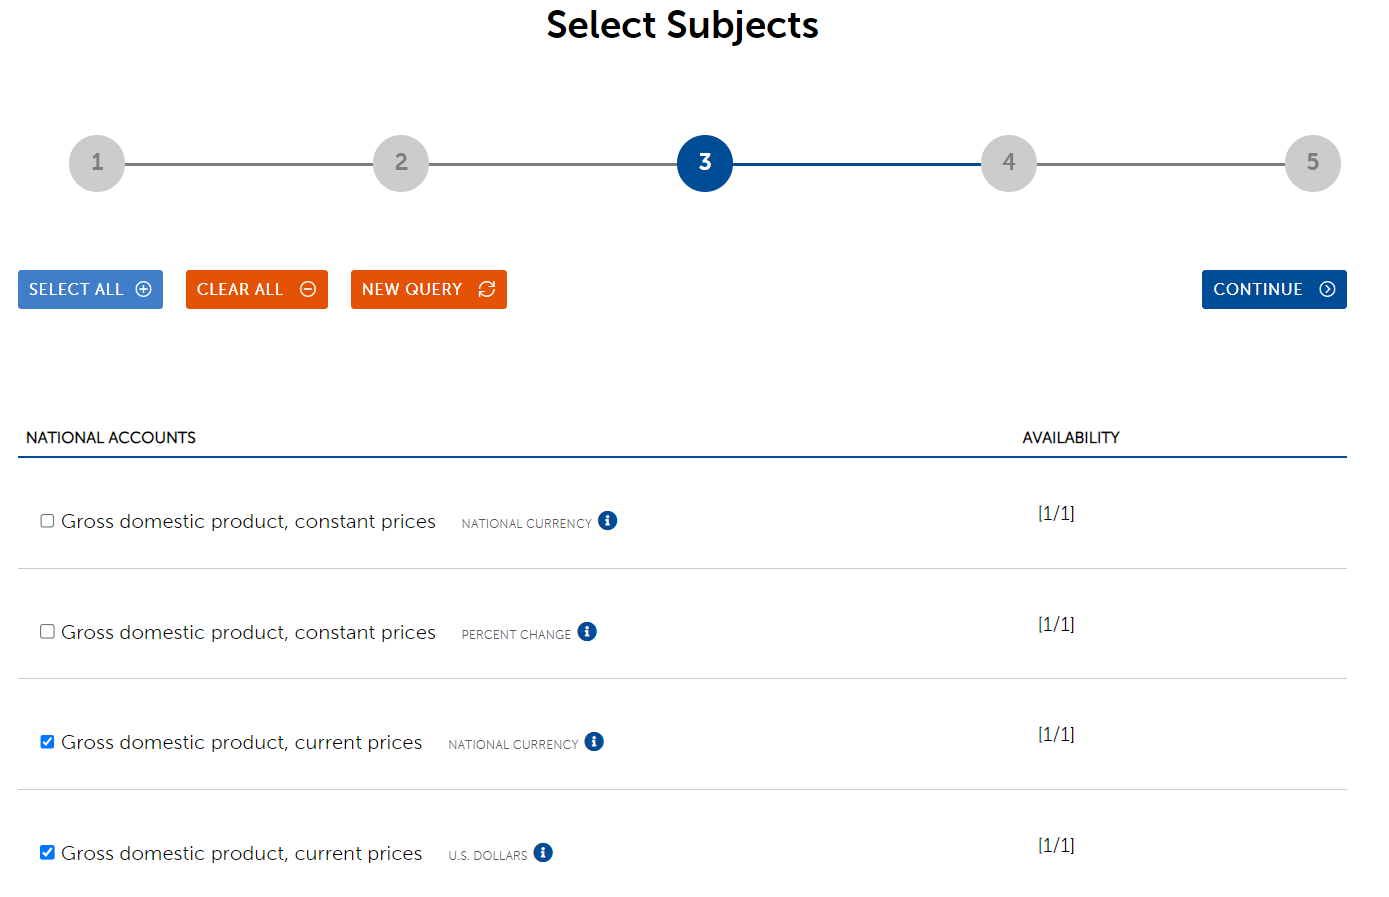 Select Subjects
1 2 3 4 5
SELECT ALL CLEAR ALL NEW QUERY CONTINUE
NATIONAL ACCOUNTS AVAILABILITY
Gross domestic product, constant prices NATIONAL CURRENCY [1/1]
Gross domestic product, constant prices PERCENT CHANGE [1/1]
Gross domestic product, current prices NATIONAL CURRENCY [1/1]
Gross domestic product, current prices U.S. DOLLARS [1/1]